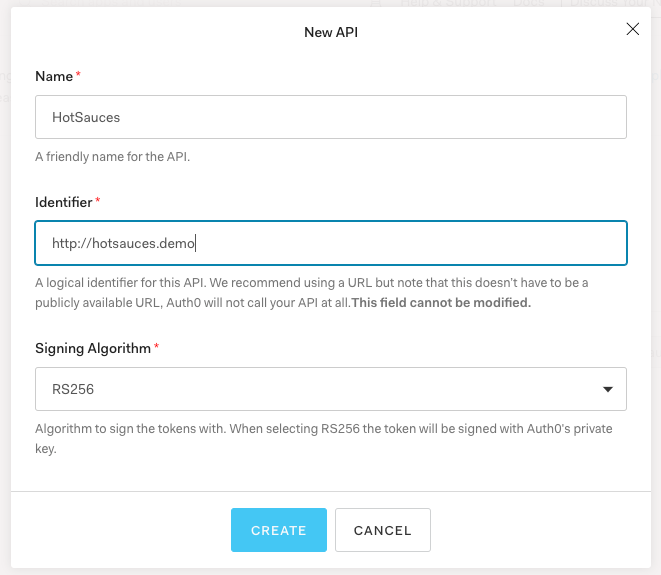 New API
Name *
HotSauces
A friendly name for the API.
Identifier *
http://hotsauces.demo
A logical identifier for this API. We recommend using a URL but note that this doesn't have to be a
publicly available URL, Auth0 will not call your API at all.This field cannot be modified.
Signing Algorithm *
RS256
Algorithm to sign the tokens with. When selecting RS256 the token will be signed with Auth0's private
key.
CREATE CANCEL